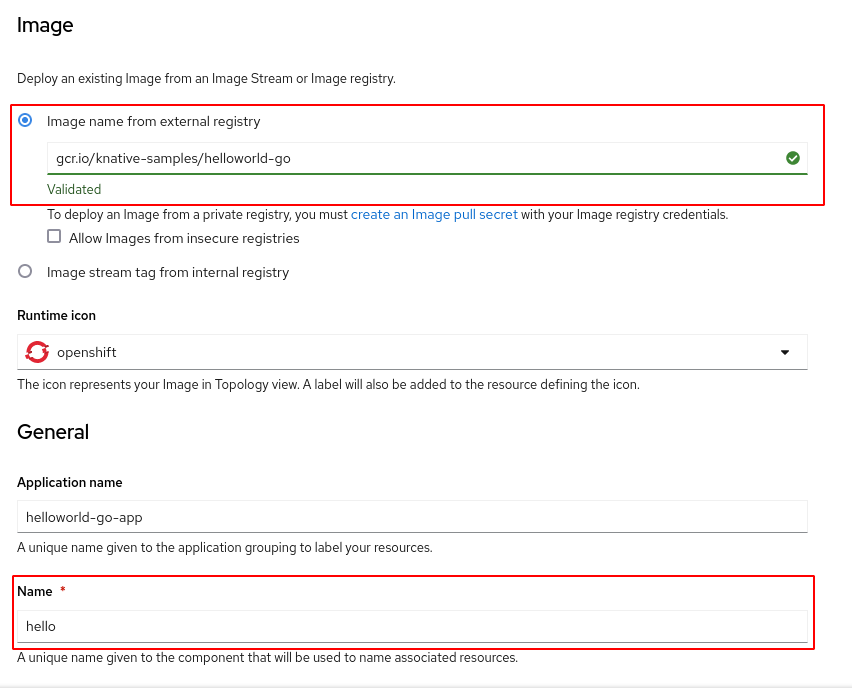 Image
Deploy an existing Image from an Image Stream or Image registry.
Image name from external registry
gcr.io/knative-samples/helloworld-go
Validated
To deploy an Image from a private registry, you must create an Image pull secret with your Image registry credentials.
Allow Images from insecure registries
Image stream tag from internal registry
Runtime icon
openshift
The icon represents your Image in Topology view. A label will also be added to the resource defining the icon.
General
Application name
helloworld-go-app
A unique name given to the application grouping to label your resources.
Name *
hello
A unique name given to the component that will be used to name associated resources.